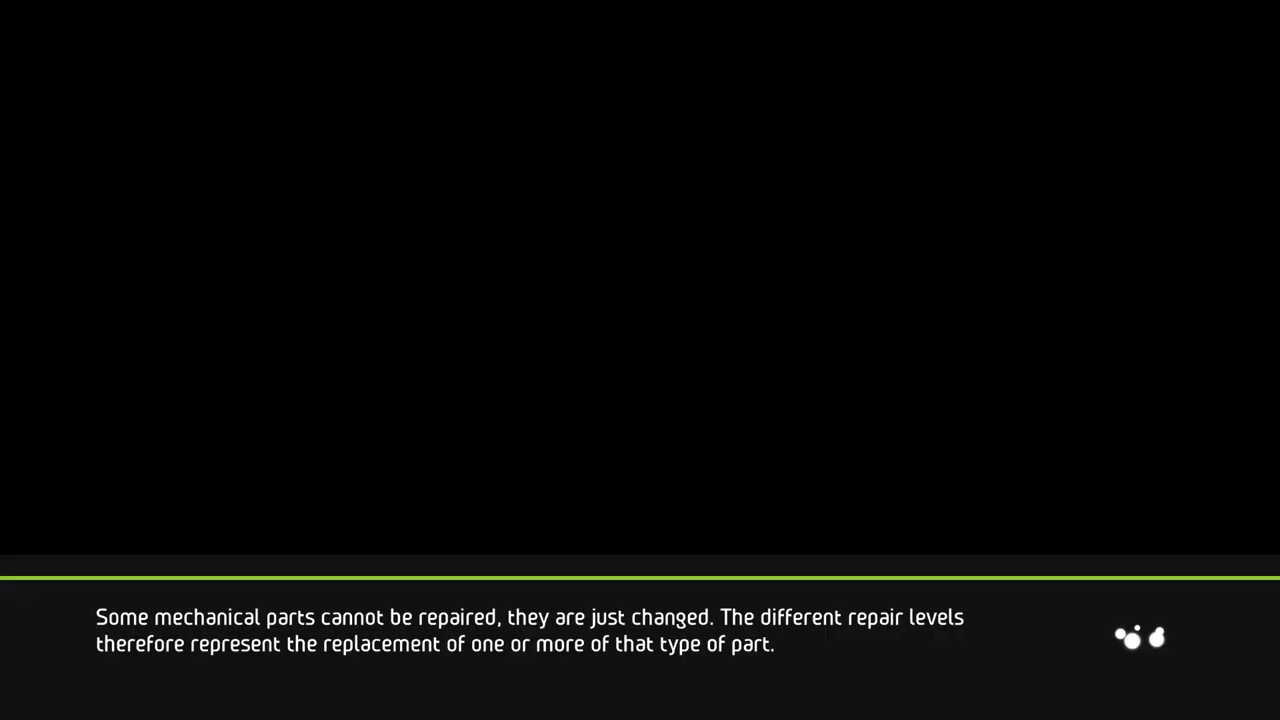 Some mechanical parts cannot be repaired, they are just changed. The different repair levels
therefore represent the replacement of one or more of that type of part.